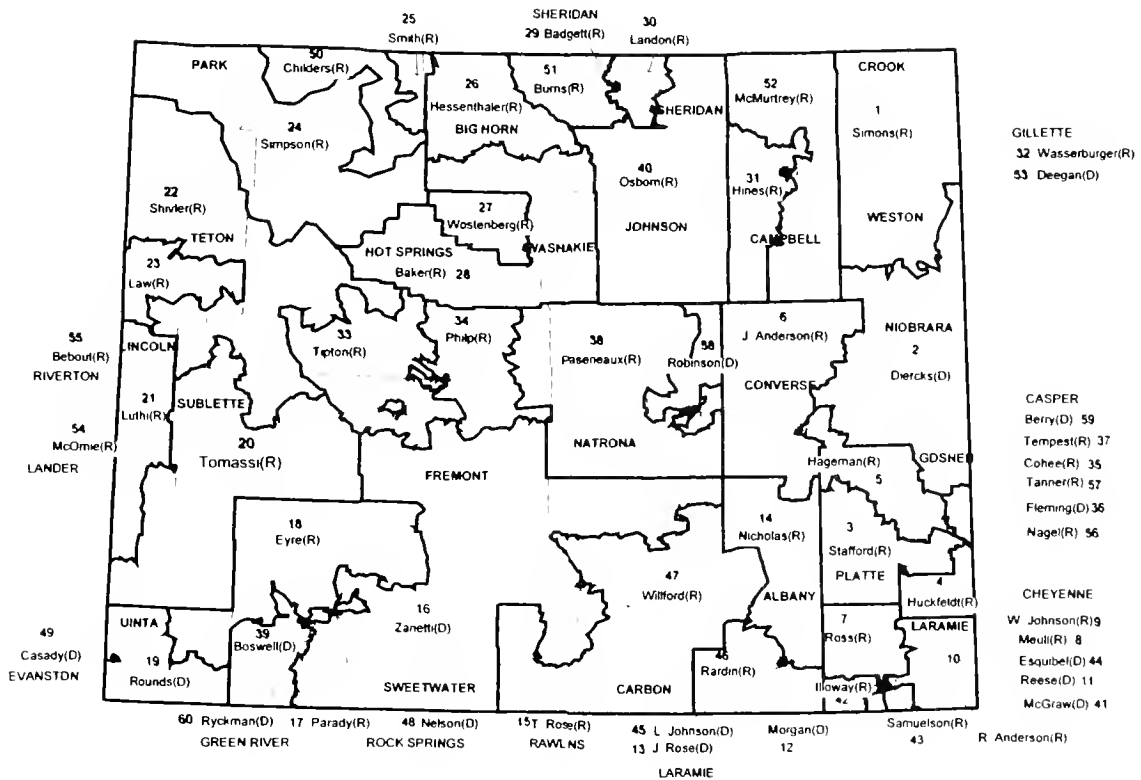 25
Smith(R)
SHERIDAN
29 Badgett(R)
30
Landon(R)
PARK
50
Childers(R)
51
Burns(R)
52
McMurtrey(R)
CROOK
26
Hessenthaler(R)
BIG HORN
SHERIDAN
1
Simons(R)
24
Simpson(R)
GILLETTE
32 Wasserburger(R)
53 Deegan(D)
40
Osborn(R)
JOHNSON
31
Hines(R)
CAMPBELL
WESTON
22
Shivler(R)
TETON
27
Wostenberg(R)
WASHAKIE
HOT SPRINGS
Baker(R)
28
23
Law(R)
6
J Anderson(R)
CONVERSE
NIOBRARA
2
Diercks(D)
33
Tipton(R)
34
Philp(R)
38
Paseneaux(R)
58
Robinson(D)
55
Bebout(R)
RIVERTON
LINCOLN
21
Luthi(R)
SUBLETTE
54
McOmie(R)
LANDER
20
Tomassi(R)
FREMONT
NATRONA
Hageman(R)
5
GOSHE
CASPER
Berry(D) 59
Tempest(R) 37
Cohee(R) 35
Tanner(R) 57
Fleming(D) 36
Nagel(R) 56
18
Eyre(R)
14
Nicholas(R)
3
Stafford(R)
PLATTE
47
Willford(R)
ALBANY
4
Huckfeldt(R)
16
Zanetti(D)
UINTA
39
Boswell(D)
7
Ross(R)
LARAMIE
10
CHEYENNE
W Johnson(R)9
Meuli(R) 8
Esquibel(D) 44
Reese(D) 11
McGraw(D) 41
49
Casady(D)
EVANSTON
19
Rounds(D)
SWEETWATER
CARBON
46
Rardin(R)
Illoway(R)
42
60 Ryckman(D)
GREEN RIVER
17 Parady(R)
48 Nelson(D)
ROCK SPRINGS
15T Rose(R)
RAWLNS
45 L Johnson(D)
13 J Rose(D)
LARAMIE
Morgan(D)
12
Samuelson(R)
43
R Anderson(R)